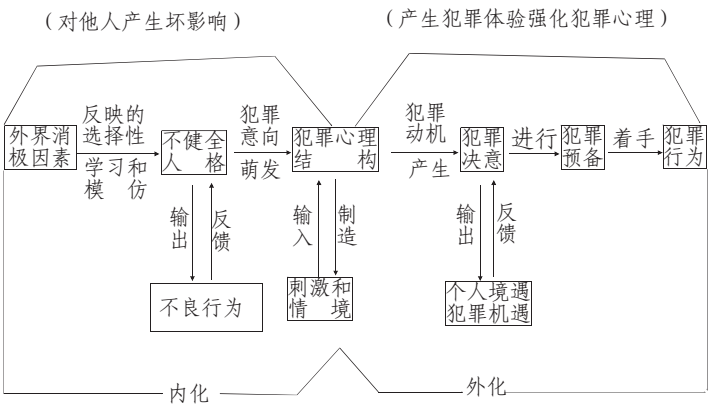 （对他人产生坏影响）
（产生犯罪体验强化犯罪心理）
外界消
极因素
反映的
选择性
学习和
模仿
不健全
人格
犯罪
意向
萌发
犯罪心理
结构
犯罪
动机
产生
犯罪
决意
进行
犯罪
预备
着手
犯罪
行为
输出
反馈
输入
制造
输出
反馈
不良行为
刺激和
情境
个人境遇
犯罪机遇
内化
外化